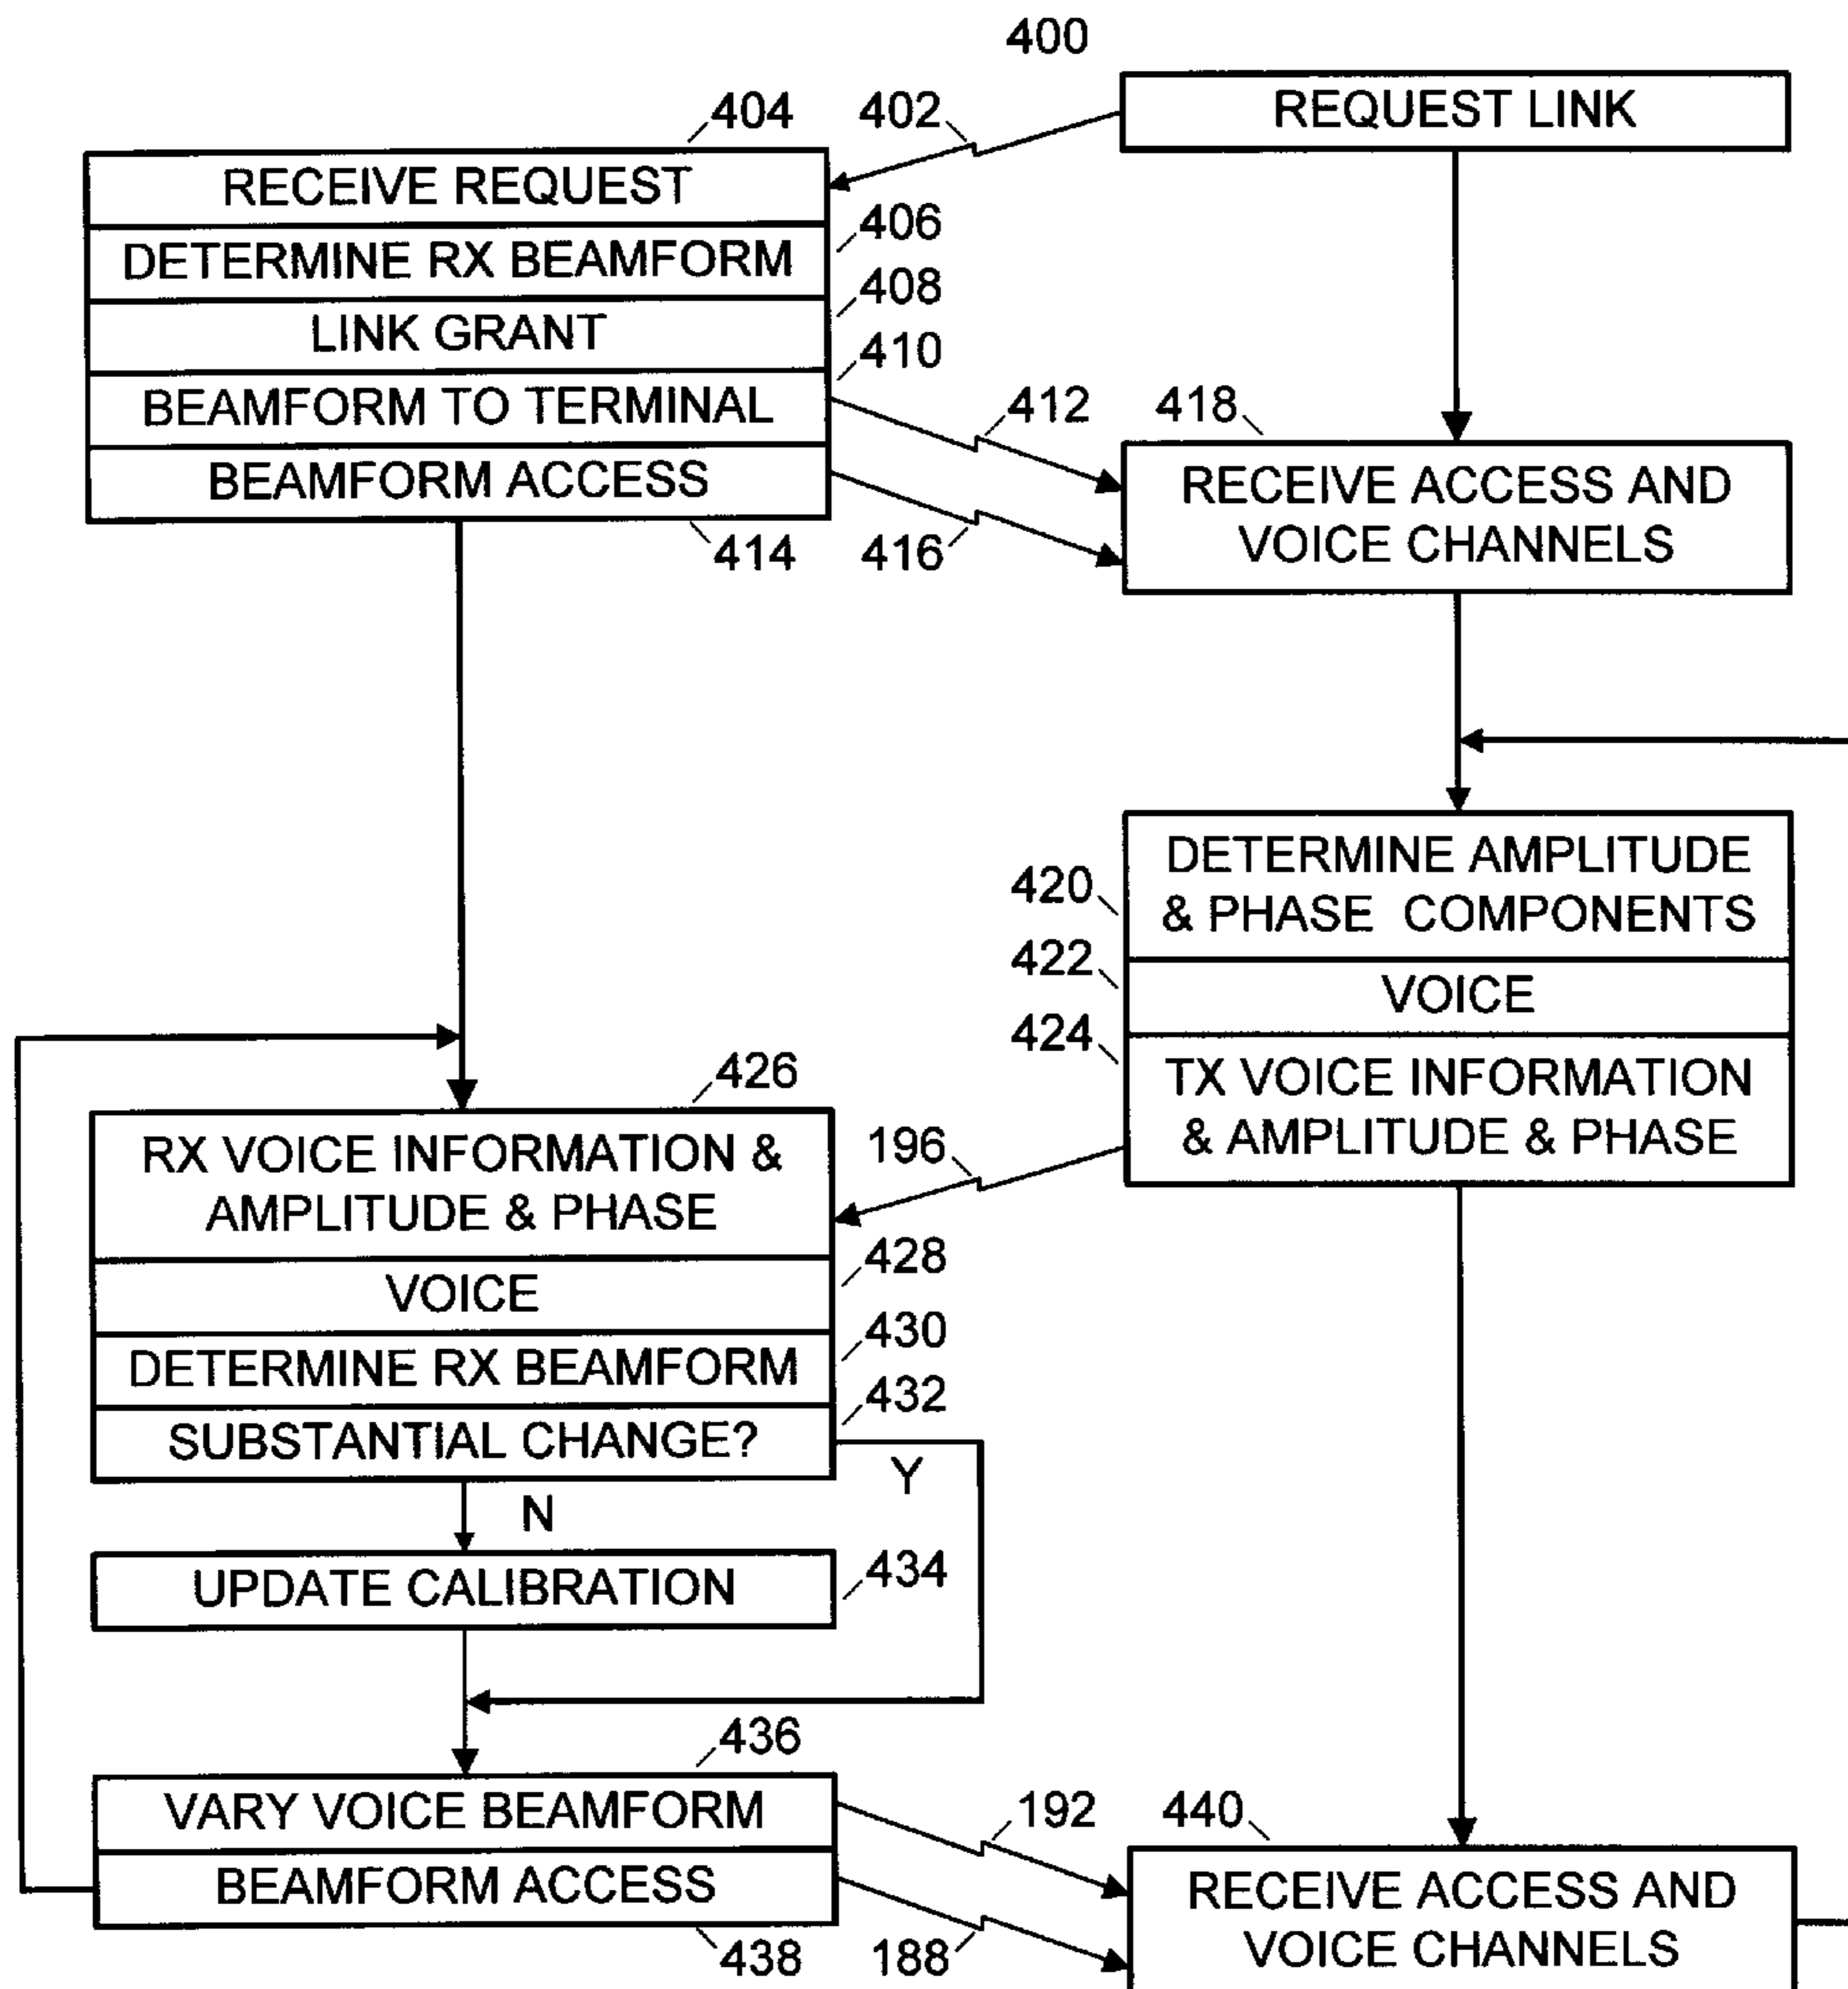 400
REQUEST LINK
404
402
RECEIVE REQUEST
406
DETERMINE RX BEAMFORM
408
LINK GRANT
410
BEAMFORM TO TERMINAL
412
418
BEAMFORM ACCESS
414
416
RECEIVE ACCESS AND
VOICE CHANNELS
420
DETERMINE AMPLITUDE
& PHASE COMPONENTS
422
VOICE
424
TX VOICE INFORMATION
& AMPLITUDE & PHASE
426
196
RX VOICE INFORMATION &
AMPLITUDE & PHASE
428
VOICE
430
DETERMINE RX BEAMFORM
432
SUBSTANTIAL CHANGE?
Y
N
UPDATE CALIBRATION
434
436
VARY VOICE BEAMFORM
192
440
BEAMFORM ACCESS
438
188
RECEIVE ACCESS AND
VOICE CHANNELS